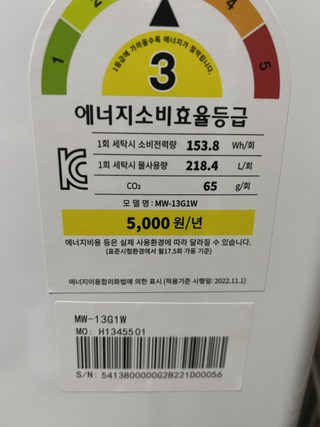 1 2 4 5
1등급에 가까울수록 에너지가 절약됩니다.
3
에너지소비효율등급
1회 세탁시 소비전력량 153.8 Wh/회
1회 세탁시 물사용량 218.4 L/회
CO₂ 65 g/회
모 델 명 : MW-13G1W
5,000 원/년
에너지비용 등은 실제 사용환경에 따라 달라질 수 있습니다.
(표준시험환경에서 월17.5회 가동 기준)
에너지이용합리화법에 의한 표시 (적용기준 시행일: 2022.11.1)
MW-13G1W
MO: H1345501
S/N: 5413800000G2B221D00056